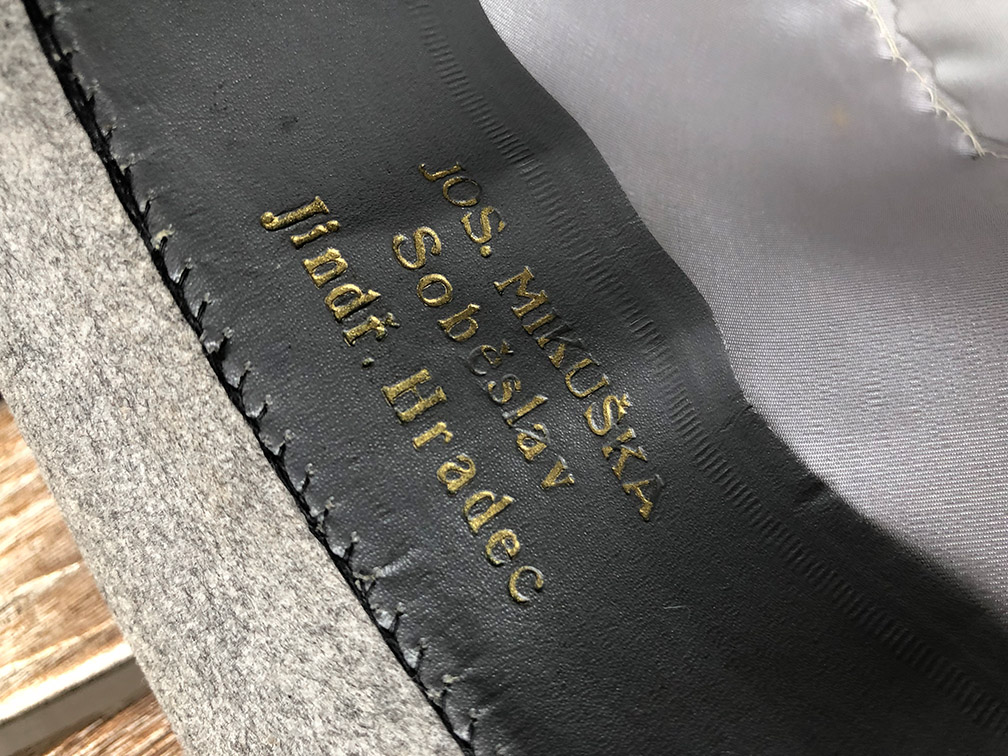 JOS. MIKUŠKA
Soběslav
Jindř. Hradec